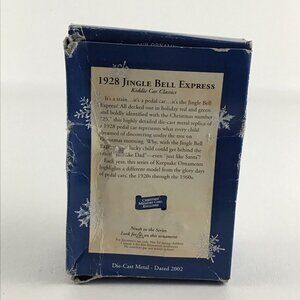 1928 JINGLE BELL EXPRESS
Kiddie Car Classics
It's a train...it's a pedal car...it's the Jingle Bell
Express! All decked out in holiday red and green
and boldly identified with the Christmas number
"25," this highly detailed die-cast metal replica of
a 1928 pedal car represents what every child
dreamed of discovering under the tree on
Christmas morning. Why, with the Jingle Bell
lucky child could get behind the
just like Dad"—even "just like Santa"!
Each year, this series of Keepsake Ornaments
highlights a different model from the glory days
of pedal cars, the 1920s through the 1960s.
Ninth in the Series
Look for on this ornament
Die-Cast Metal - Dated 2002